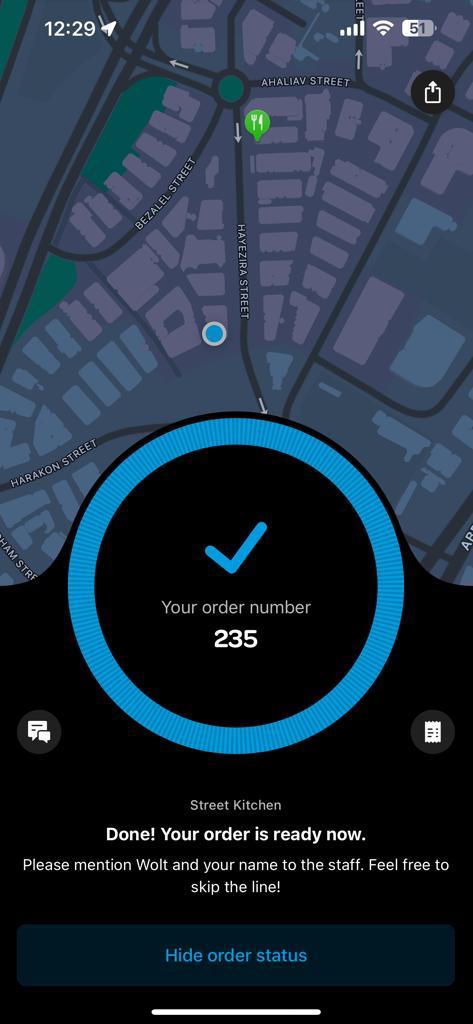 12:29
51
AHALIAV STREET
BEZALEL STREET
HAYEZIRA STREET
HARAKON STREET
HAM STRE
Your order number
235
Street Kitchen
Done! Your order is ready now.
Please mention Wolt and your name to the staff. Feel free to
skip the line!
Hide order status